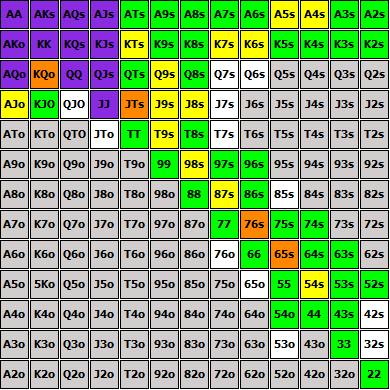 AA AKs AQs AJs ATs A9s A8s A7s A6s A5s A4s A3s A2s
AKo KK KQs KJs KTs K9s K8s K7s K6s K5s K4s K3s K2s
AQo KQo QQ QJs QTs Q9s Q8s Q7s Q6s Q5s Q4s Q3s Q2s
AJo KJO QJO JJ JTs J9s J8s J7s J6s J5s J4s J3s J2s
ATo KTo QTO JTo TT T9s T8s T7s T6s T5s T4s T3s T2s
A9o K9o Q9o J9o T9o 99 98s 97s 96s 95s 94s 93s 92s
A8o K8o Q8o J8o T8o 98o 88 87s 86s 85s 84s 83s 82s
A7o K7o Q7o J7o T7o 97o 87o 77 76s 75s 74s 73s 72s
A6o K6o Q6o J6o T6o 96o 86o 76o 66 65s 64s 63s 62s
A5o 5Ko Q5o J5o T5o 95o 85o 75o 65o 55 54s 53s 52s
A4o K4o Q4o J4o T4o 94o 84o 74o 64o 54o 44 43s 42s
A3o K3o Q3o J3o T3o 93o 83o 73o 63o 53o 43o 33 32s
A2o K2o Q2o J2o T2o 92o 82o 72o 62o 52o 42o 32o 22